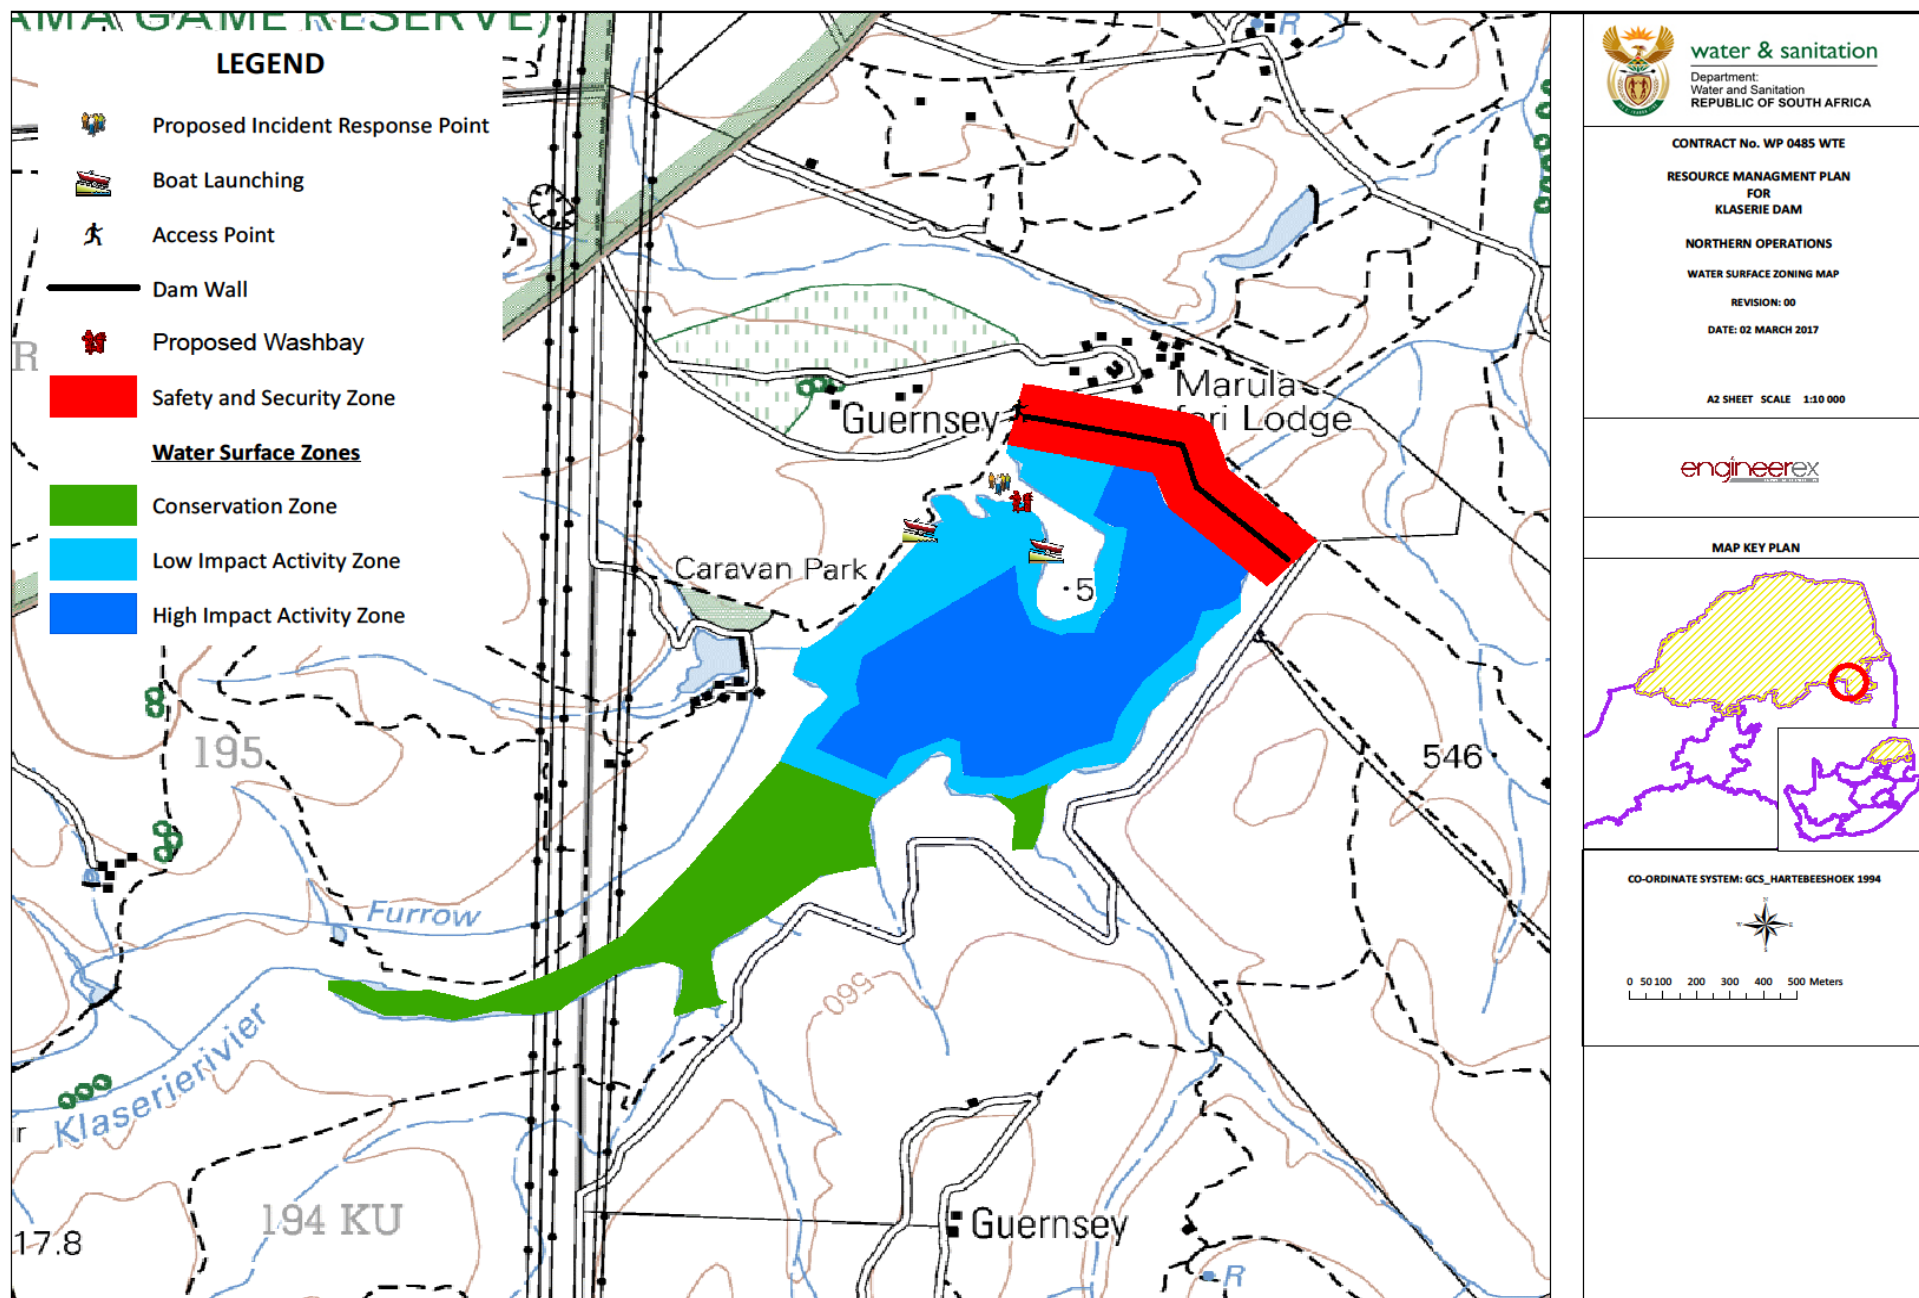 AMA GAME RESERVE)
LEGEND
Proposed Incident Response Point
Boat Launching
Access Point
Dam Wall
Proposed Washbay
Safety and Security Zone
Water Surface Zones
Conservation Zone
Low Impact Activity Zone
High Impact Activity Zone
R
R
Marula
Guernsey
fari Lodge
Caravan Park
5
195
546
Furrow
560
Klaserierivier
r
194 KU
17.8
Guernsey
R
water & sanitation
Department:
Water and Sanitation
REPUBLIC OF SOUTH AFRICA
CONTRACT No. WP 0485 WTE
RESOURCE MANAGMENT PLAN
FOR
KLASERIE DAM
NORTHERN OPERATIONS
WATER SURFACE ZONING MAP
REVISION: 00
DATE: 02 MARCH 2017
A2 SHEET SCALE 1:10 000
engineerex
MAP KEY PLAN
CO-ORDINATE SYSTEM: GCS_HARTEBEESHOEK 1994
N
W E
S
0 50 100 200 300 400 500 Meters